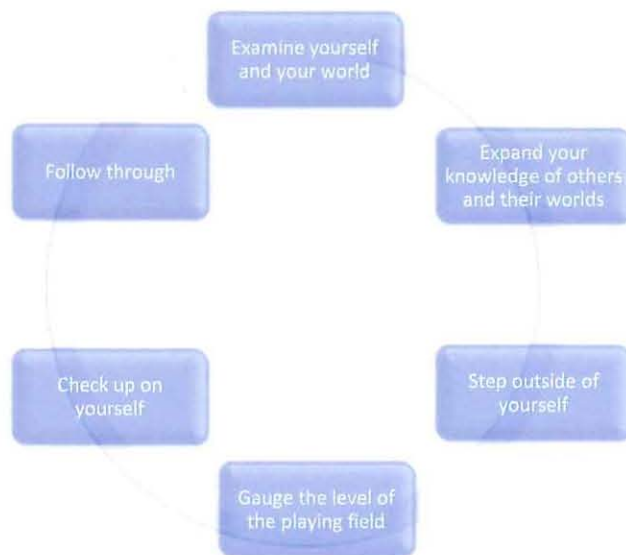 Examine yourself
and your world
Expand your
knowledge of others
and their worlds
Step outside of
yourself
Gauge the level of
the playing field
Check up on
yourself
Follow through